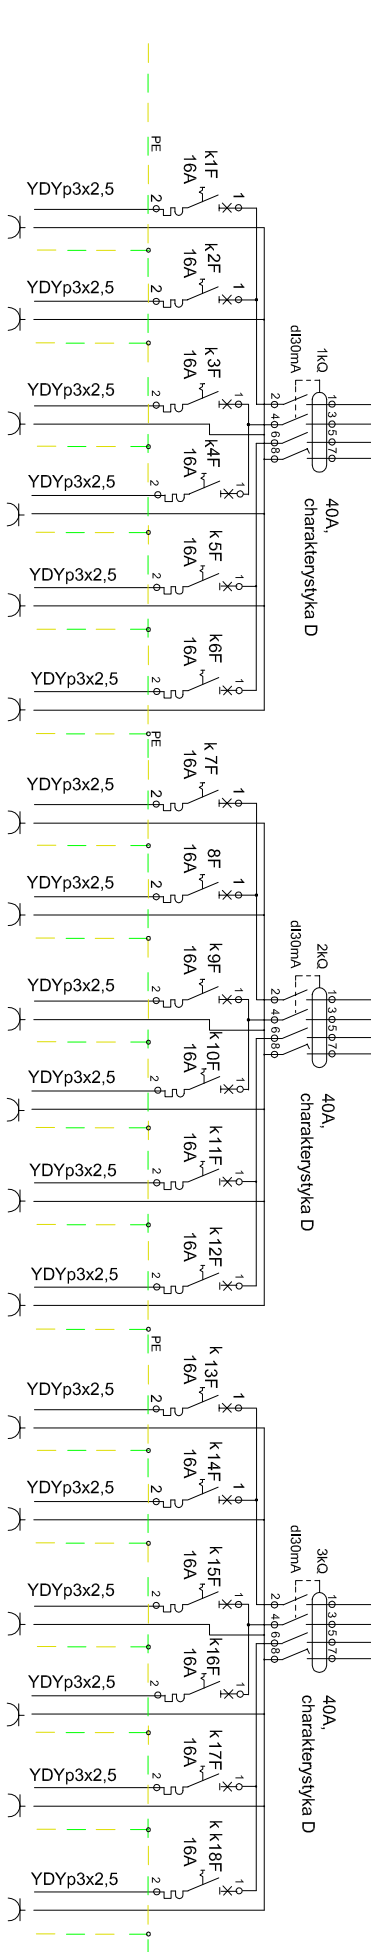 PE
k1F
16A
1
2
YDYp3x2,5
k2F
16A
1
2
YDYp3x2,5
k3F
16A
1
2
YDYp3x2,5
1kQ
dI30mA
1 3 5 7
2 4 6 8
40A,
charakterystyka D
k4F
16A
1
2
YDYp3x2,5
k5F
16A
1
2
YDYp3x2,5
k6F
16A
1
2
YDYp3x2,5
PE
k7F
16A
1
2
YDYp3x2,5
8F
16A
1
2
YDYp3x2,5
k9F
16A
1
2
YDYp3x2,5
2kQ
dI30mA
1 3 5 7
2 4 6 8
40A,
charakterystyka D
k10F
16A
1
2
YDYp3x2,5
k11F
16A
1
2
YDYp3x2,5
k12F
16A
1
2
YDYp3x2,5
PE
k 13F
16A
1
2
YDYp3x2,5
k14F
16A
1
2
YDYp3x2,5
k15F
16A
1
2
YDYp3x2,5
3kQ
dI30mA
1 3 5 7
2 4 6 8
40A,
charakterystyka D
k16F
16A
1
2
YDYp3x2,5
k17F
16A
1
2
YDYp3x2,5
k k18F
16A
1
2
YDYp3x2,5